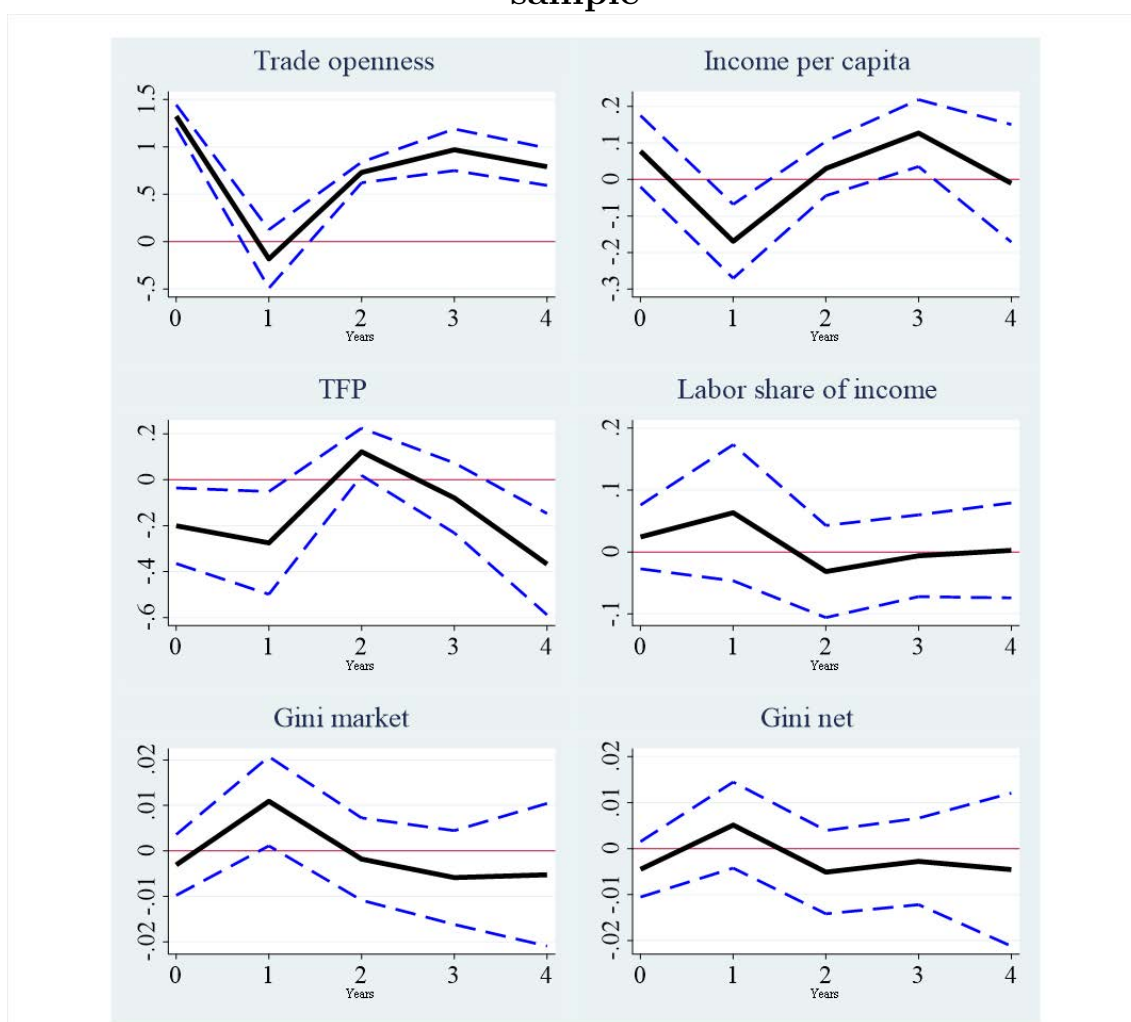 sample
Trade openness
1.5
1
.5
0
-.5
0 1 2 3 4
Years
Income per capita
.2
.1
0
-.1
-.2
-.3
0 1 2 3 4
Years
TFP
.2
0
-.2
-.4
-.6
0 1 2 3 4
Years
Labor share of income
.2
.1
0
-.1
0 1 2 3 4
Years
Gini market
.02
.01
0
-.01
-.02
0 1 2 3 4
Years
Gini net
.02
.01
0
-.01
-.02
0 1 2 3 4
Years